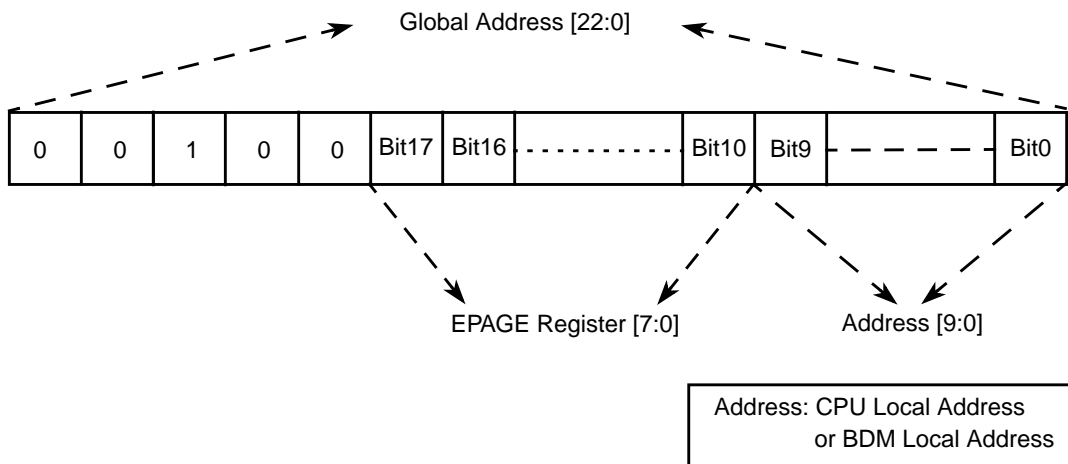 Global Address [22:0]
0 0 1 0 0 Bit17 Bit16 Bit10 Bit9 Bit0
EPAGE Register [7:0] Address [9:0]
Address: CPU Local Address
or BDM Local Address